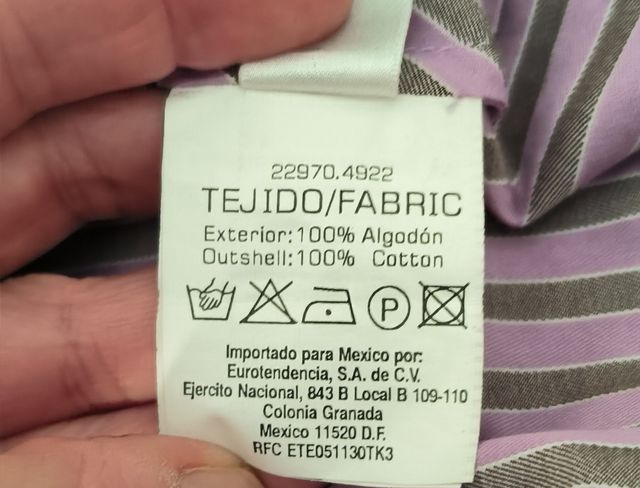 22970.4922
TEJIDO/FABRIC
Exterior:100% Algodón
Outshell:100% Cotton
P
Importado para Mexico por:
Eurotendencia, S.A. de C.V.
Ejercito Nacional, 843 B Local B 109-110
Colonia Granada
Mexico 11520 D.F.
RFC ETE051130TK3